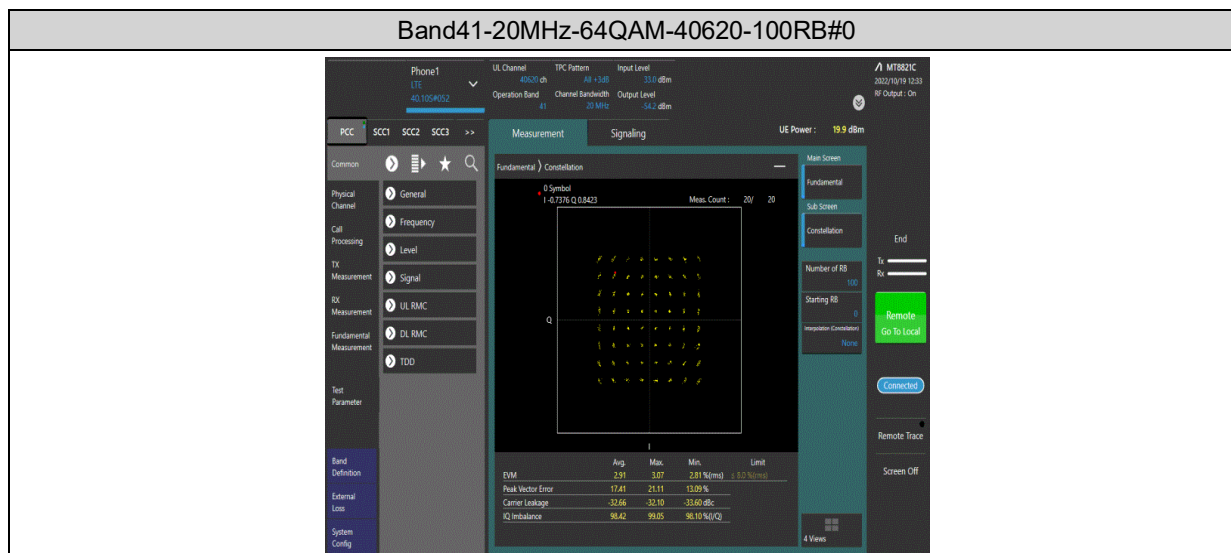 Band41-20MHz-64QAM-40620-100RB#0
Phone1
LTE
40.10S#052
UL Channel
40620 ch
TPC Pattern
All +3dB
Input Level
33.0 dBm
Operation Band
41
Channel Bandwidth
20 MHz
Output Level
-54.2 dBm
MT8821C
2022/10/19 12:33
RF Output : On
PCC SCC1 SCC2 SCC3 >>
Measurement Signaling
UE Power : 19.9 dBm
Common
Physical
Channel
Call
Processing
TX
Measurement
RX
Measurement
Fundamental
Measurement
Test
Parameter
Band
Definition
External
Loss
System
Config
General
Frequency
Level
Signal
UL RMC
DL RMC
TDD
Fundamental Constellation
0 Symbol
I -0.7376 Q 0.8423
Meas. Count : 20/ 20
Q
I
Avg. Max. Min. Limit
EVM 2.91 3.07 2.81 %(rms) ≤ 8.0 %(rms)
Peak Vector Error 17.41 21.11 13.09 %
Carrier Leakage -32.66 -32.10 -33.60 dBc
IQ Imbalance 98.42 99.05 98.10 %(I/Q)
Main Screen
Fundamental
Sub Screen
Constellation
Number of RB
100
Starting RB
0
Interpolation (Constellation)
None
4 Views
End
Tx
Rx
Remote
Go To Local
Connected
Remote Trace
Screen Off